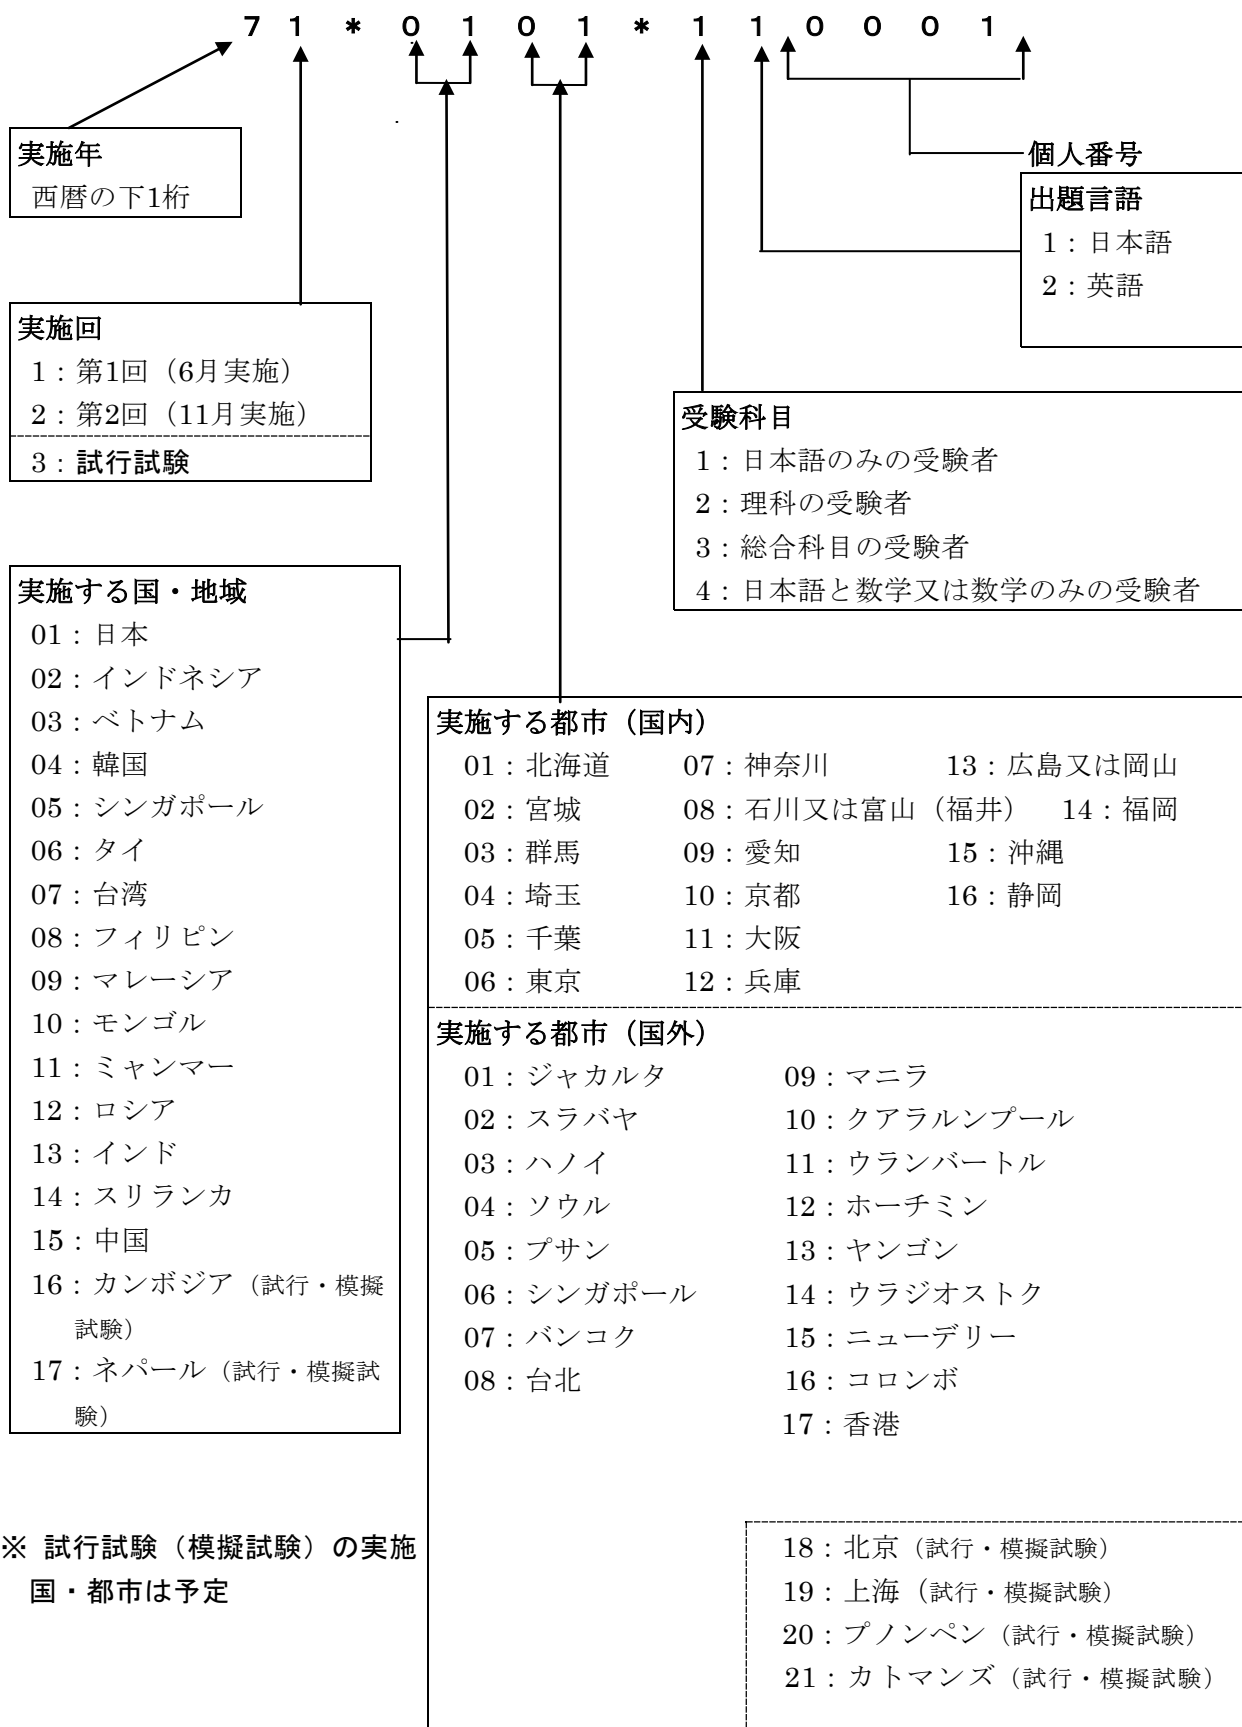 ７１＊０１０１＊１１０００１
実施年
西暦の下1桁
個人番号
出題言語
1：日本語
2：英語
実施回
1：第1回（6月実施）
2：第2回（11月実施）
3：試行試験
受験科目
1：日本語のみの受験者
2：理科の受験者
3：総合科目の受験者
4：日本語と数学又は数学のみの受験者
実施する国・地域
01：日本
02：インドネシア
03：ベトナム
04：韓国
05：シンガポール
06：タイ
07：台湾
08：フィリピン
09：マレーシア
10：モンゴル
11：ミャンマー
12：ロシア
13：インド
14：スリランカ
15：中国
16：カンボジア（試行・模擬
試験）
17：ネパール（試行・模擬試
験）
実施する都市（国内）
01：北海道 07：神奈川 13：広島又は岡山
02：宮城 08：石川又は富山（福井） 14：福岡
03：群馬 09：愛知 15：沖縄
04：埼玉 10：京都 16：静岡
05：千葉 11：大阪
06：東京 12：兵庫
実施する都市（国外）
01：ジャカルタ 09：マニラ
02：スラバヤ 10：クアラルンプール
03：ハノイ 11：ウランバートル
04：ソウル 12：ホーチミン
05：プサン 13：ヤンゴン
06：シンガポール 14：ウラジオストク
07：バンコク 15：ニューデリー
08：台北 16：コロンボ
17：香港
18：北京（試行・模擬試験）
19：上海（試行・模擬試験）
20：プノンペン（試行・模擬試験）
21：カトマンズ（試行・模擬試験）
※ 試行試験（模擬試験）の実施
国・都市は予定